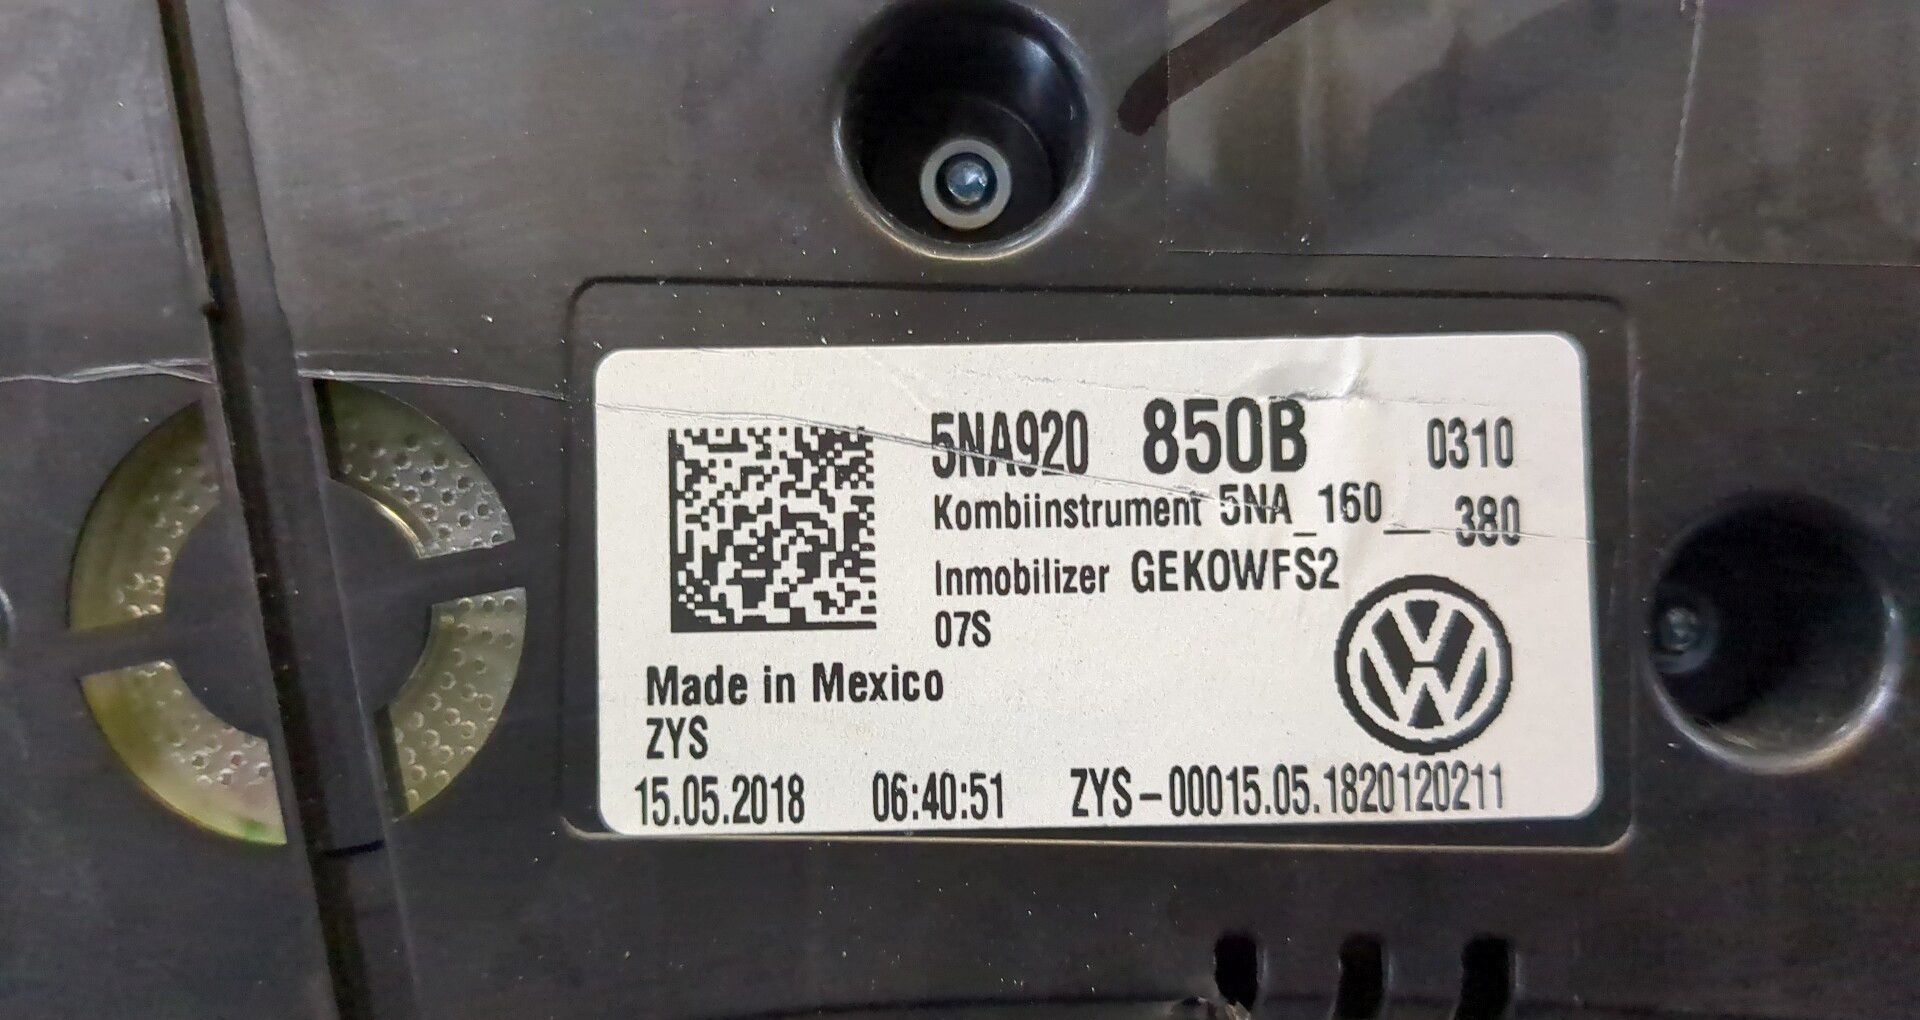 5NA920 850B 0310
Kombiinstrument 5NA_160__380
Inmobilizer GEKOWFS2
07S
Made in Mexico
ZYS
15.05.2018 06:40:51 ZYS-00015.05.1820120211